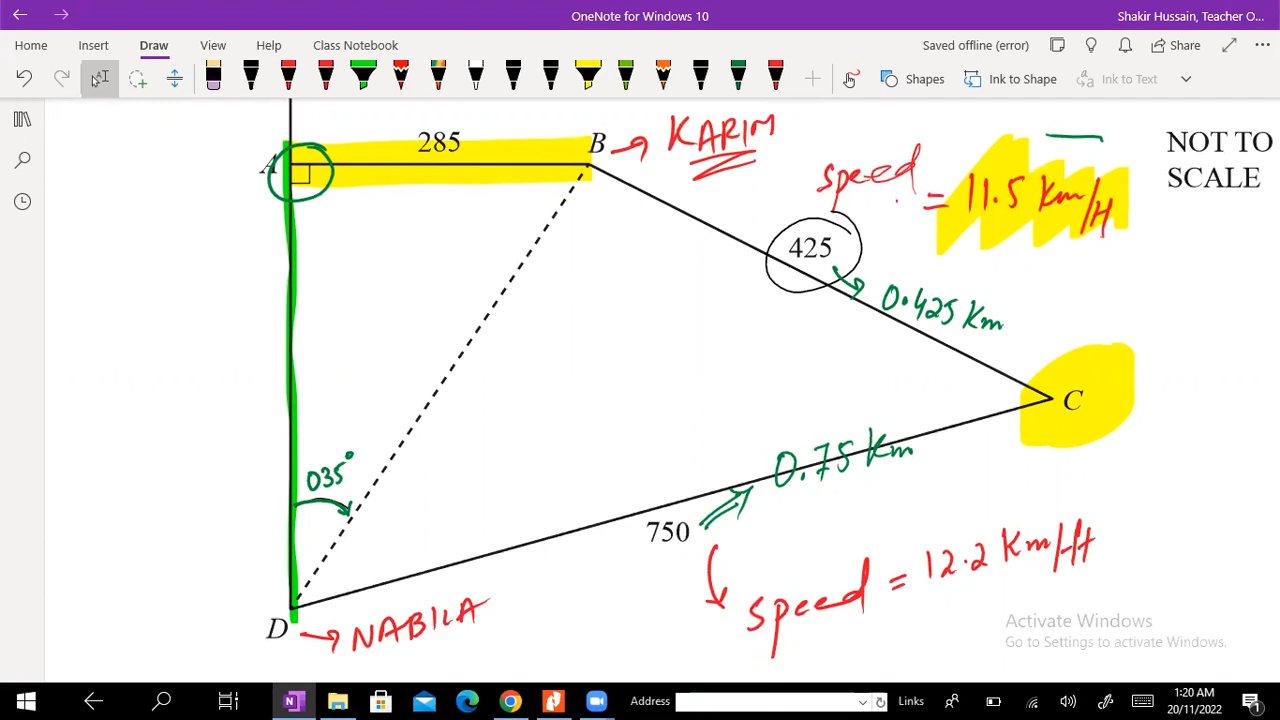 OneNote for Windows 10
Shakir Hussain, Teacher O...
Home Insert Draw View Help Class Notebook
Saved offline (error)
Share
Shapes
Ink to Shape
Ink to Text
285
A
B
KARIM
NOT TO
SCALE
speed = 11.5 Km/H
425
0.425 Km
C
035°
0.75 Km
750
speed = 12.2 Km/H
D
NABILA
Activate Windows
Go to Settings to activate Windows.
Address
Links
1:20 AM
20/11/2022
1